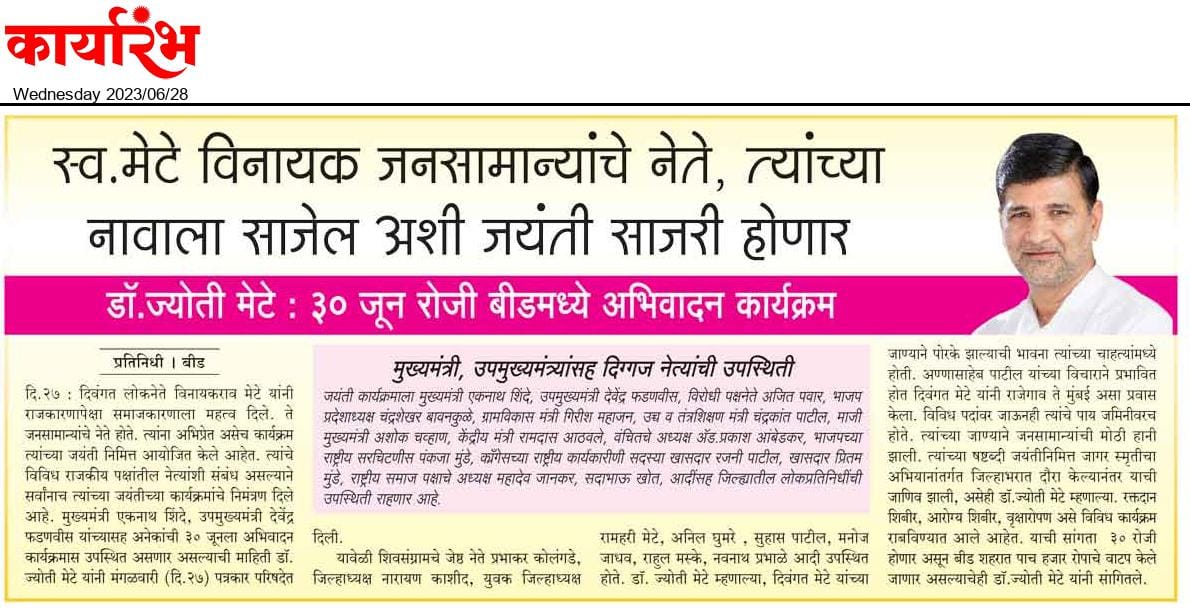 कार्यारंभ
Wednesday 2023/06/28
स्व.मेटे विनायक जनसामान्यांचे नेते, त्यांच्या
नावाला साजेल अशी जयंती साजरी होणार
डॉ.ज्योती मेटे : ३० जून रोजी बीडमध्ये अभिवादन कार्यक्रम
प्रतिनिधी । बीड
दि.२७ : दिवंगत लोकनेते विनायकराव मेटे यांनी
राजकारणापेक्षा समाजकारणाला महत्व दिले. ते
जनसामान्यांचे नेते होते. त्यांना अभिप्रेत असेच कार्यक्रम
त्यांच्या जयंती निमित्त आयोजित केले आहेत. त्यांचे
विविध राजकीय पक्षांतील नेत्यांशी संबंध असल्याने
सर्वांनाच त्यांच्या जयंतीच्या कार्यक्रमांचे निमंत्रण दिले
आहे. मुख्यमंत्री एकनाथ शिंदे, उपमुख्यमंत्री देवेंद्र
फडणवीस यांच्यासह अनेकांची ३० जूनला अभिवादन
कार्यक्रमास उपस्थित असणार असल्याची माहिती डॉ.
ज्योती मेटे यांनी मंगळवारी (दि.२७) पत्रकार परिषदेत
मुख्यमंत्री, उपमुख्यमंत्र्यांसह दिग्गज नेत्यांची उपस्थिती
जयंती कार्यक्रमाला मुख्यमंत्री एकनाथ शिंदे, उपमुख्यमंत्री देवेंद्र फडणवीस, विरोधी पक्षनेते अजित पवार, भाजप
प्रदेशाध्यक्ष चंद्रशेखर बावनकुळे, ग्रामविकास मंत्री गिरीश महाजन, उच्च व तंत्रशिक्षण मंत्री चंद्रकांत पाटील, माजी
मुख्यमंत्री अशोक चव्हाण, केंद्रीय मंत्री रामदास आठवले, वंचितचे अध्यक्ष अ‍ॅड.प्रकाश आंबेडकर, भाजपच्या
राष्ट्रीय सरचिटणीस पंकजा मुंडे, काँग्रेसच्या राष्ट्रीय कार्यकारीणी सदस्या खासदार रजनी पाटील, खासदार प्रितम
मुंडे, राष्ट्रीय समाज पक्षाचे अध्यक्ष महादेव जानकर, सदाभाऊ खोत, आदींसह जिल्ह्यातील लोकप्रतिनिधींची
उपस्थिती राहणार आहे.
दिली.
यावेळी शिवसंग्रामचे जेष्ठ नेते प्रभाकर कोलंगडे,
जिल्हाध्यक्ष नारायण काशीद, युवक जिल्हाध्यक्ष
रामहरी मेटे, अनिल घुमरे , सुहास पाटील, मनोज
जाधव, राहुल मस्के, नवनाथ प्रभाळे आदी उपस्थित
होते. डॉ. ज्योती मेटे म्हणाल्या, दिवंगत मेटे यांच्या
जाण्याने पोरके झाल्याची भावना त्यांच्या चाहत्यांमध्ये
होती. अण्णासाहेब पाटील यांच्या विचाराने प्रभावित
होत दिवंगत मेटे यांनी राजेगाव ते मुंबई असा प्रवास
केला. विविध पदांवर जाऊनही त्यांचे पाय जमिनीवरच
होते. त्यांच्या जाण्याने जनसामान्यांची मोठी हानी
झाली. त्यांच्या षष्टब्दी जयंतीनिमित्त जागर स्मृतीचा
अभियानांतर्गत जिल्हाभरात दौरा केल्यानंतर याची
जाणिव झाली, असेही डॉ.ज्योती मेटे म्हणाल्या. रक्तदान
शिबीर, आरोग्य शिबीर, वृक्षारोपण असे विविध कार्यक्रम
राबविण्यात आले आहेत. याची सांगता ३० रोजी
होणार असून बीड शहरात पाच हजार रोपाचे वाटप केले
जाणार असल्याचेही डॉ.ज्योती मेटे यांनी सांगितले.